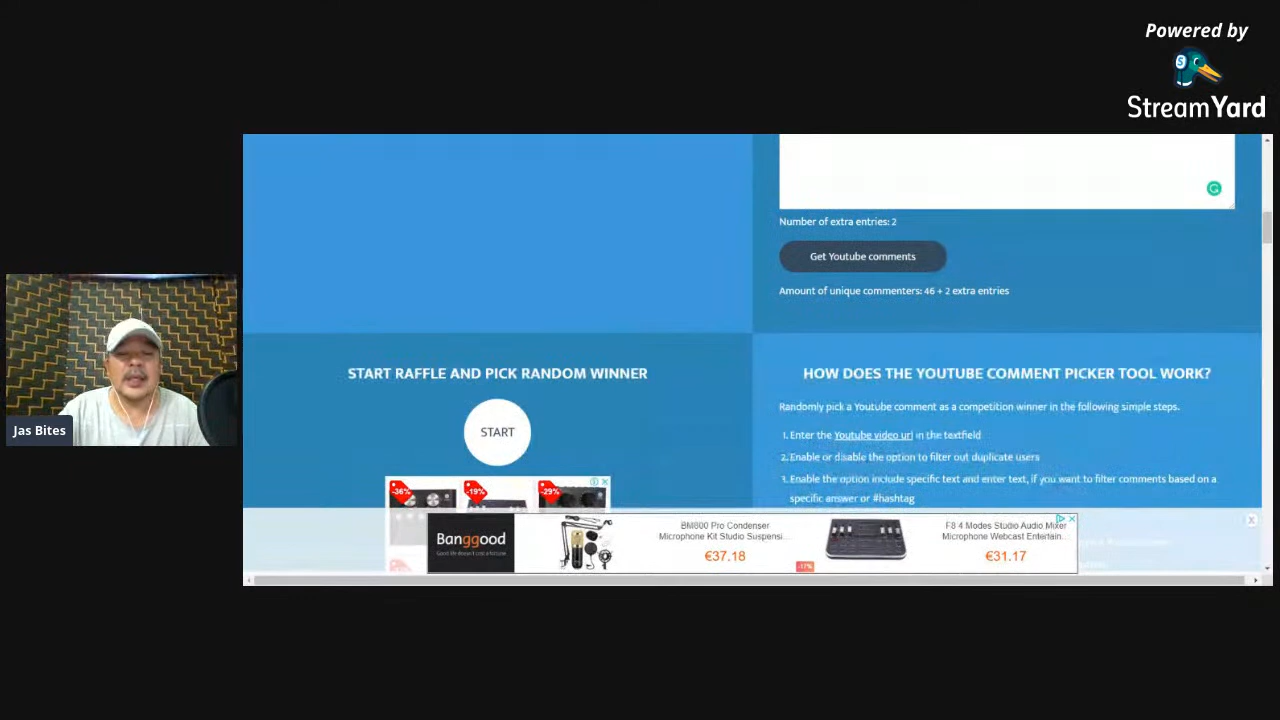 Powered by
StreamYard
Number of extra entries: 2
Get Youtube comments
Amount of unique commenters: 46 + 2 extra entries
START RAFFLE AND PICK RANDOM WINNER
START
-36%
-19%
-29%
HOW DOES THE YOUTUBE COMMENT PICKER TOOL WORK?
Randomly pick a Youtube comment as a competition winner in the following simple steps.
1. Enter the Youtube video url in the textfield
2. Enable or disable the option to filter out duplicate users
3. Enable the option include specific text and enter text, if you want to filter comments based on a
specific answer or #hashtag
Jas Bites
Banggood
BM800 Pro Condenser
Microphone Kit Studio Suspensi...
€37.18
F8 4 Modes Studio Audio Mixer
Microphone Webcast Entertain...
€31.17